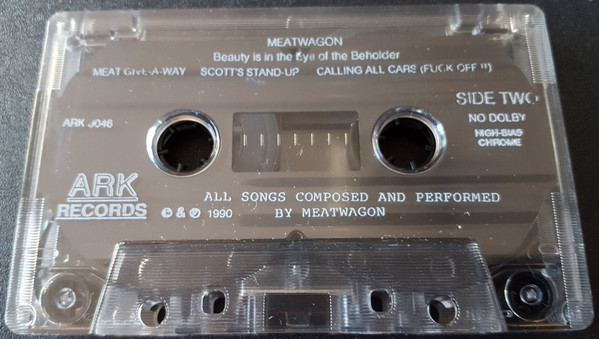 MEATWAGON
Beauty is in the Eye of the Beholder
MEAT GIVE-A-WAY SCOTT'S STAND-UP CALLING ALL CARS (FUCK OFF !!)
SIDE TWO
ARK J046
NO DOLBY
HIGH-BIAS
CHROME
ARK
RECORDS
ALL SONGS COMPOSED AND PERFORMED
© & ℗ 1990 BY MEATWAGON